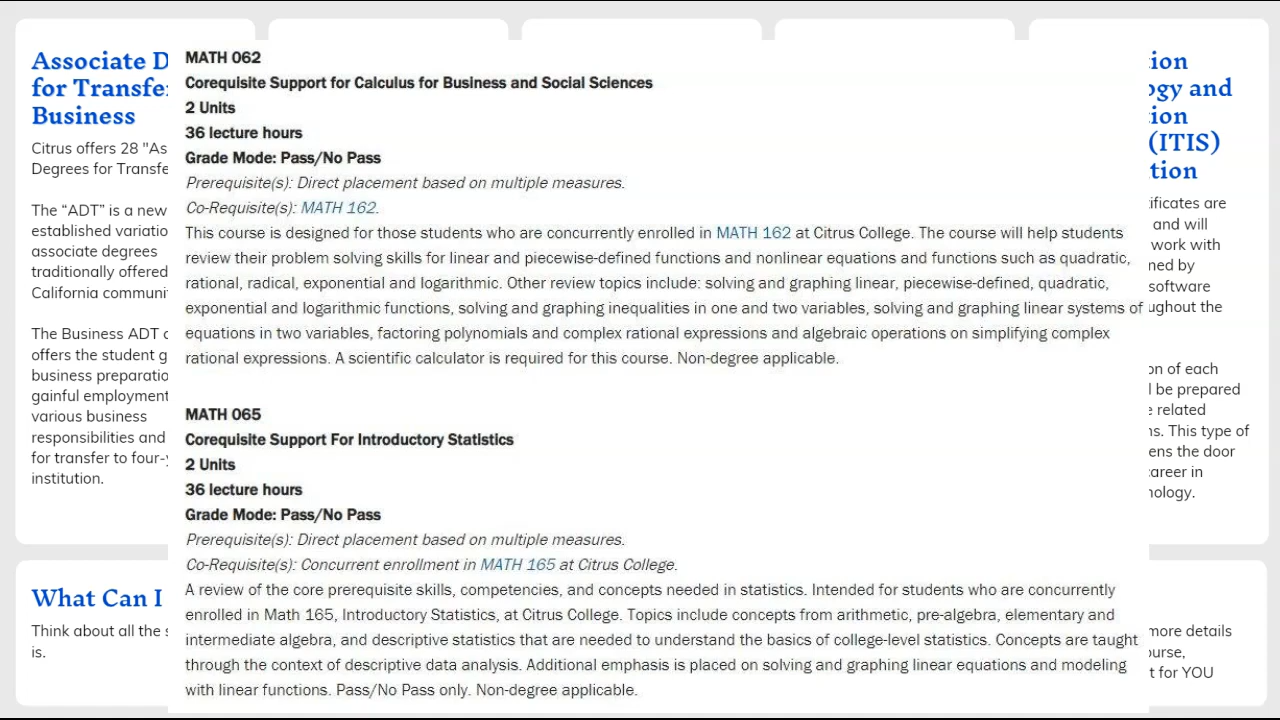 Associate D
for Transfe
Business
Citrus offers 28 "As
Degrees for Transfe
The “ADT” is a new
established variatio
associate degrees
traditionally offered
California communi
The Business ADT
offers the student g
business preparatio
gainful employment
various business
responsibilities and
for transfer to four-y
institution.
What Can I
Think about all the s
is.
MATH 062
Corequisite Support for Calculus for Business and Social Sciences
2 Units
36 lecture hours
Grade Mode: Pass/No Pass
Prerequisite(s): Direct placement based on multiple measures.
Co-Requisite(s): MATH 162.
This course is designed for those students who are concurrently enrolled in MATH 162 at Citrus College. The course will help students
review their problem solving skills for linear and piecewise-defined functions and nonlinear equations and functions such as quadratic,
rational, radical, exponential and logarithmic. Other review topics include: solving and graphing linear, piecewise-defined, quadratic,
exponential and logarithmic functions, solving and graphing inequalities in one and two variables, solving and graphing linear systems of
equations in two variables, factoring polynomials and complex rational expressions and algebraic operations on simplifying complex
rational expressions. A scientific calculator is required for this course. Non-degree applicable.
MATH 065
Corequisite Support For Introductory Statistics
2 Units
36 lecture hours
Grade Mode: Pass/No Pass
Prerequisite(s): Direct placement based on multiple measures.
Co-Requisite(s): Concurrent enrollment in MATH 165 at Citrus College.
A review of the core prerequisite skills, competencies, and concepts needed in statistics. Intended for students who are concurrently
enrolled in Math 165, Introductory Statistics, at Citrus College. Topics include concepts from arithmetic, pre-algebra, elementary and
intermediate algebra, and descriptive statistics that are needed to understand the basics of college-level statistics. Concepts are taught
through the context of descriptive data analysis. Additional emphasis is placed on solving and graphing linear equations and modeling
with linear functions. Pass/No Pass only. Non-degree applicable.
tion
ogy and
ion
(ITIS)
tion
ificates are
and will
work with
ned by
software
ughout the
on of each
l be prepared
e related
ns. This type of
ens the door
career in
nology.
more details
ourse,
t for YOU